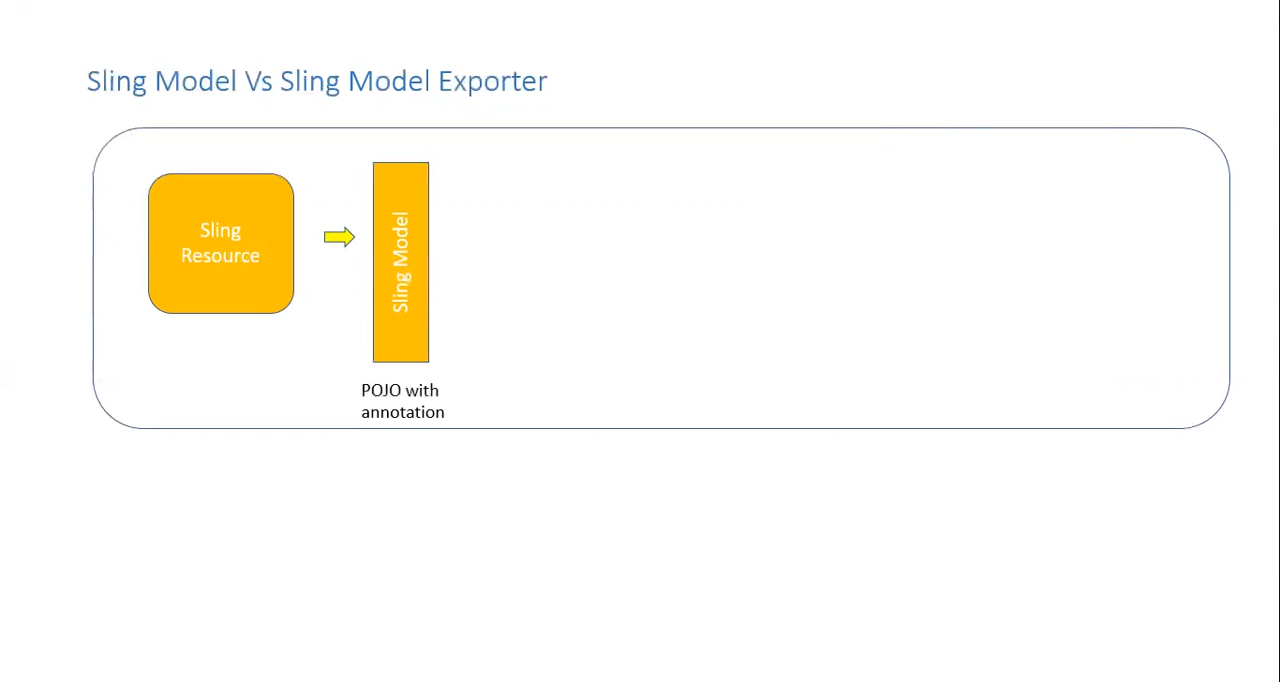 Sling Model Vs Sling Model Exporter
Sling
Resource
Sling Model
POJO with
annotation